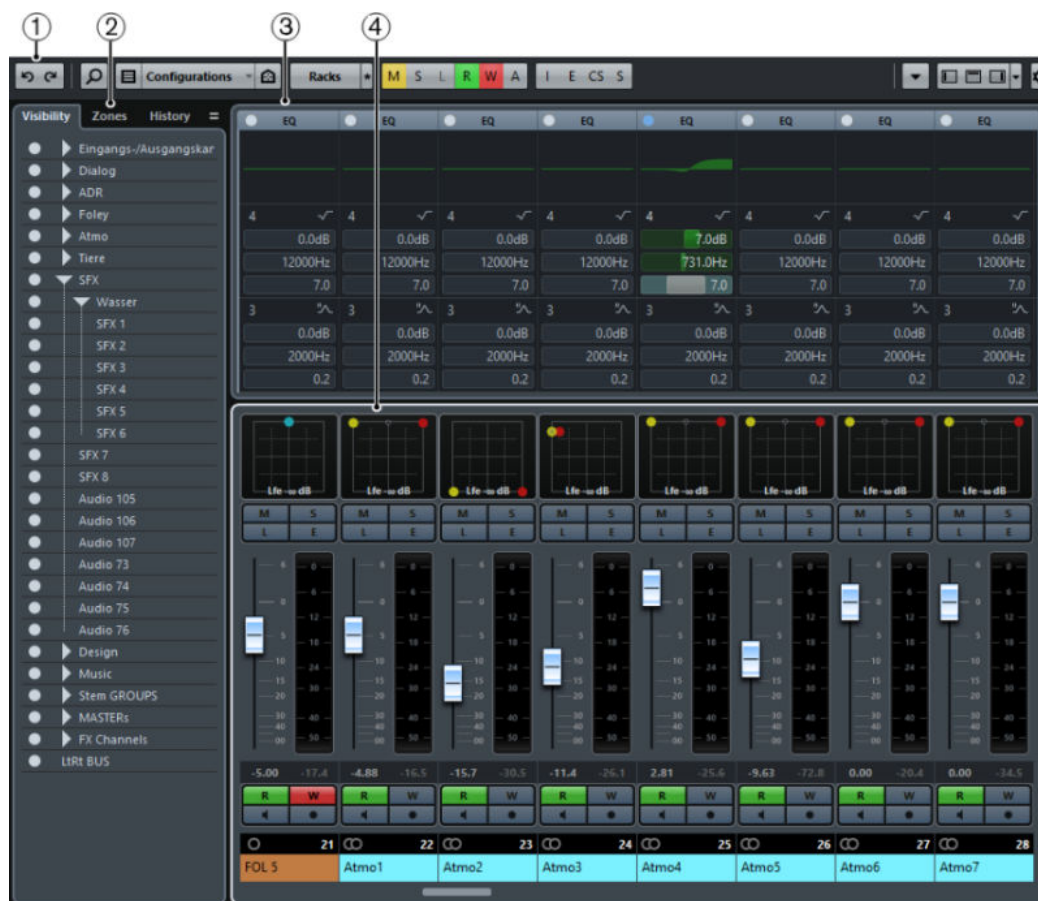 1 2 3 4
Configurations Racks M S L R W A I E CS S
Visibility Zones History
Eingangs-/Ausgangskar
Dialog
ADR
Foley
Atmo
Tiere
SFX
Wasser
SFX 1
SFX 2
SFX 3
SFX 4
SFX 5
SFX 6
SFX 7
SFX 8
Audio 105
Audio 106
Audio 107
Audio 73
Audio 74
Audio 75
Audio 76
Design
Music
Stem GROUPS
MASTERs
FX Channels
LtRt BUS
EQ EQ EQ EQ EQ EQ EQ EQ
4 4 4 4 4 4 4 4
0.0dB 0.0dB 0.0dB 0.0dB 7.0dB 0.0dB 0.0dB 0.0dB
12000Hz 12000Hz 12000Hz 12000Hz 731.0Hz 12000Hz 12000Hz 12000Hz
7.0 7.0 7.0 7.0 7.0 7.0 7.0 7.0
3 3 3 3 3 3 3 3
0.0dB 0.0dB 0.0dB 0.0dB 0.0dB 0.0dB 0.0dB 0.0dB
2000Hz 2000Hz 2000Hz 2000Hz 2000Hz 2000Hz 2000Hz 2000Hz
0.2 0.2 0.2 0.2 0.2 0.2 0.2 0.2
Lfe -∞ dB Lfe -∞ dB Lfe -∞ dB Lfe -∞ dB Lfe -∞ dB Lfe -∞ dB Lfe -∞ dB Lfe -∞ dB
M S M S M S M S M S M S M S M S
L E L E L E L E L E L E L E L E
-5.00 -17.4 -4.88 -16.5 -15.7 -30.5 -11.4 -26.1 2.81 -25.6 -9.63 -72.8 0.00 -20.4 0.00 -34.5
R W R W R W R W R W R W R W R W
21 22 23 24 25 26 27 28
FOL 5 Atmo1 Atmo2 Atmo3 Atmo4 Atmo5 Atmo6 Atmo7